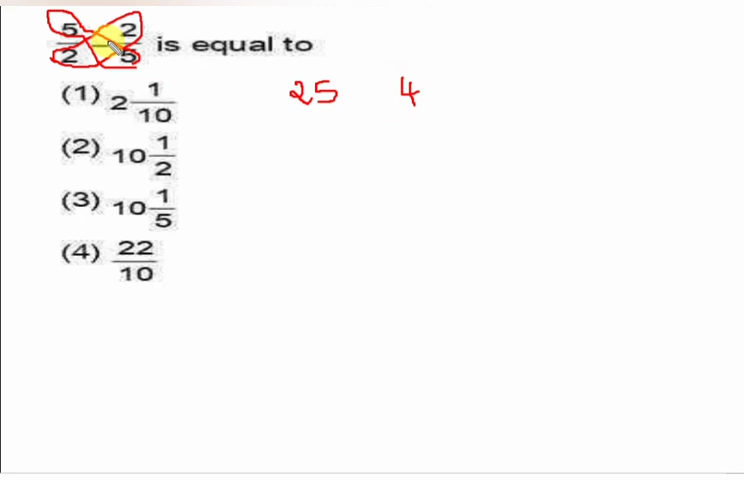 5/2 - 2/5 is equal to
(1) 2 1/10
25 4
(2) 10 1/2
(3) 10 1/5
(4) 22/10